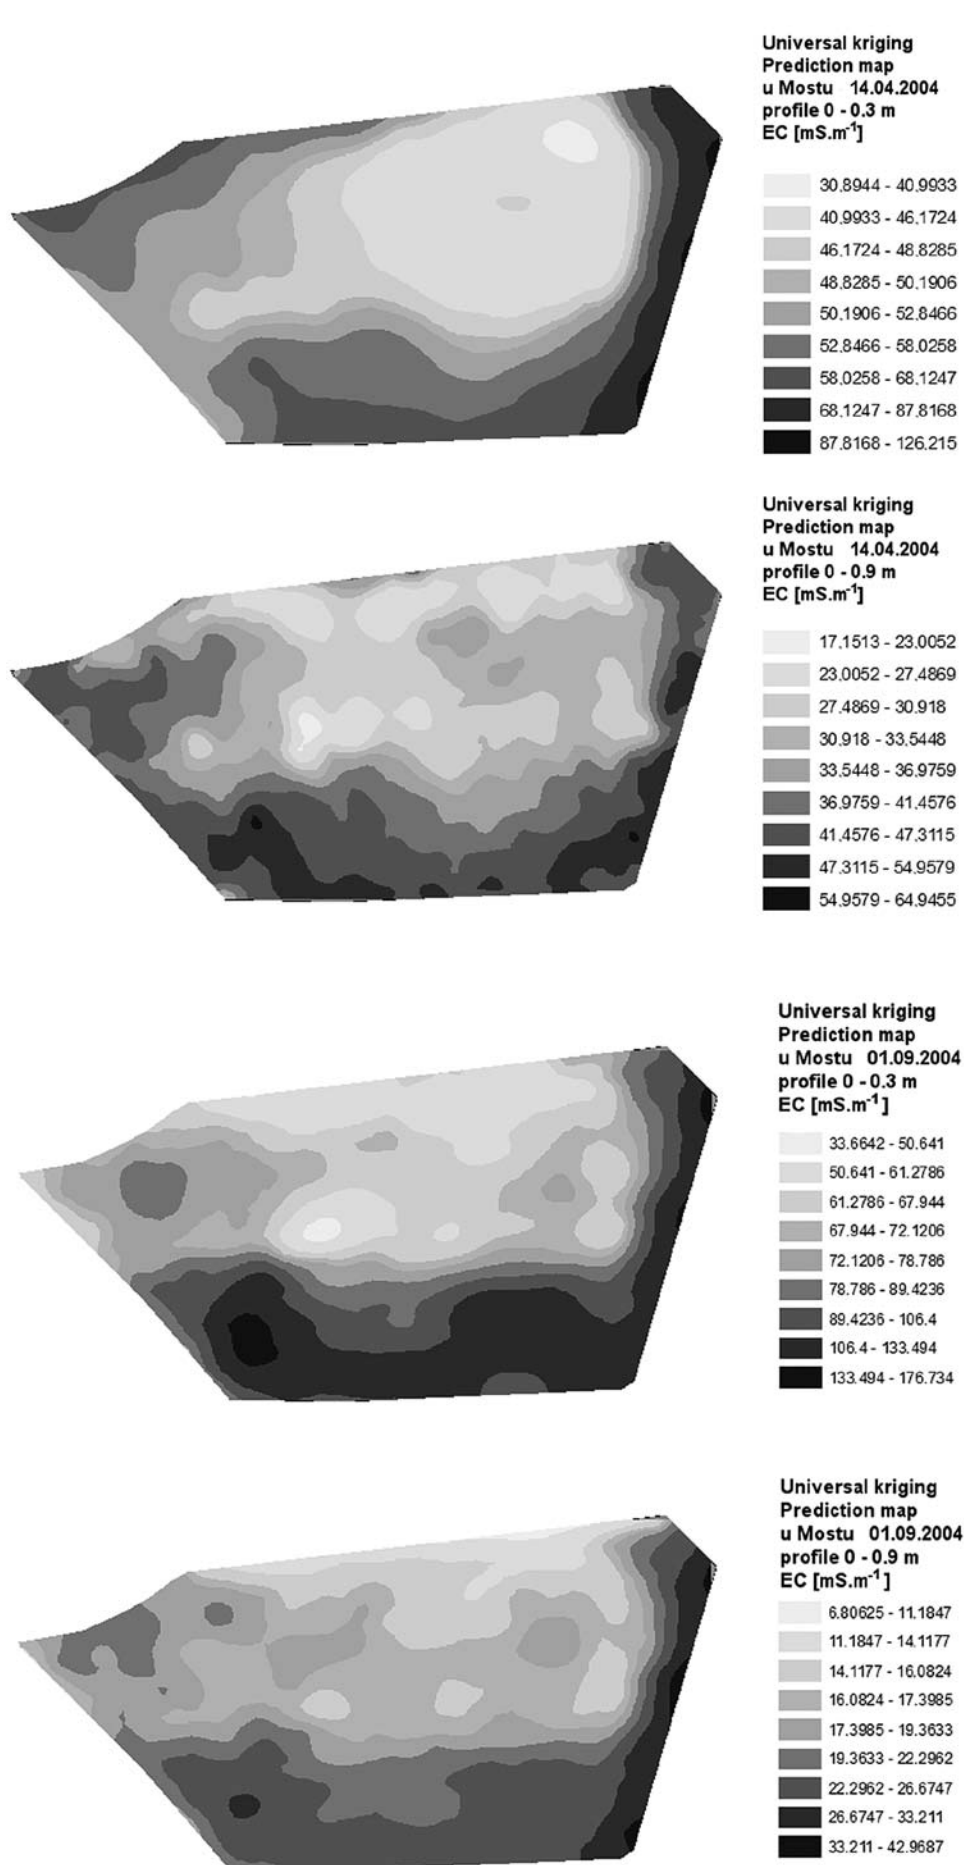 Universal kriging
Prediction map
u Mostu 14.04.2004
profile 0 - 0.3 m
EC [mS.m-1]
30.8944 - 40.9933
40.9933 - 46.1724
46.1724 - 48.8285
48.8285 - 50.1906
50.1906 - 52.8466
52.8466 - 58.0258
58.0258 - 68.1247
68.1247 - 87.8168
87.8168 - 126.215
Universal kriging
Prediction map
u Mostu 14.04.2004
profile 0 - 0.9 m
EC [mS.m-1]
17.1513 - 23.0052
23.0052 - 27.4869
27.4869 - 30.918
30.918 - 33.5448
33.5448 - 36.9759
36.9759 - 41.4576
41.4576 - 47.3115
47.3115 - 54.9579
54.9579 - 64.9455
Universal kriging
Prediction map
u Mostu 01.09.2004
profile 0 - 0.3 m
EC [mS.m-1]
33.6642 - 50.641
50.641 - 61.2786
61.2786 - 67.944
67.944 - 72.1206
72.1206 - 78.786
78.786 - 89.4236
89.4236 - 106.4
106.4 - 133.494
133.494 - 176.734
Universal kriging
Prediction map
u Mostu 01.09.2004
profile 0 - 0.9 m
EC [mS.m-1]
6.80625 - 11.1847
11.1847 - 14.1177
14.1177 - 16.0824
16.0824 - 17.3985
17.3985 - 19.3633
19.3633 - 22.2962
22.2962 - 26.6747
26.6747 - 33.211
33.211 - 42.9687